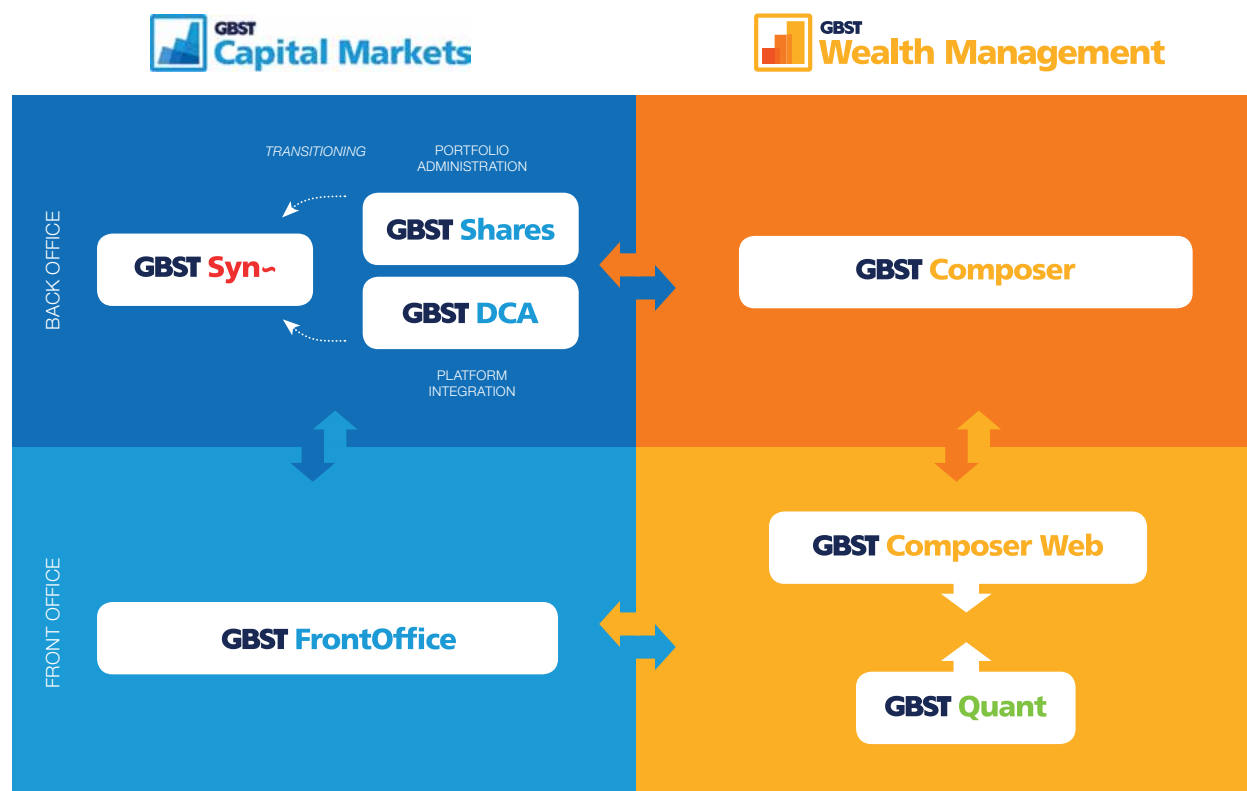 GBST
Capital Markets
GBST
Wealth Management
BACK OFFICE
TRANSITIONING
PORTFOLIO
ADMINISTRATION
GBST Shares
GBST Syn~
GBST DCA
PLATFORM
INTEGRATION
GBST Composer
FRONT OFFICE
GBST FrontOffice
GBST Composer Web
GBST Quant